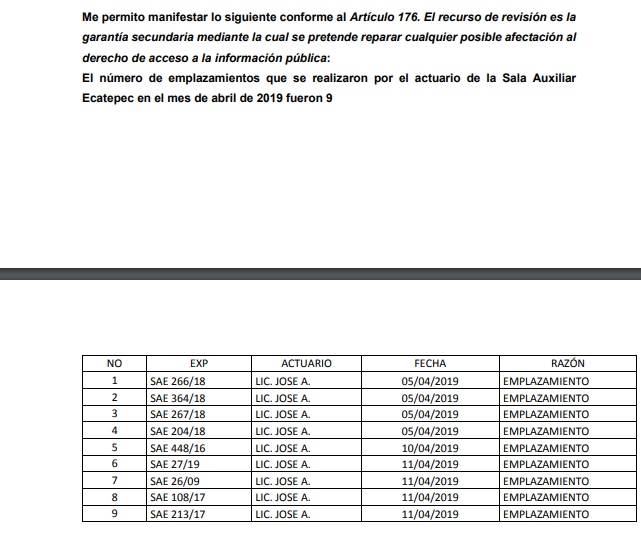 Me permito manifestar lo siguiente conforme al Artículo 176. El recurso de revisión es la
garantía secundaria mediante la cual se pretende reparar cualquier posible afectación al
derecho de acceso a la información pública:
El número de emplazamientos que se realizaron por el actuario de la Sala Auxiliar
Ecatepec en el mes de abril de 2019 fueron 9
NO EXP ACTUARIO FECHA RAZÓN
1 SAE 266/18 LIC. JOSE A. 05/04/2019 EMPLAZAMIENTO
2 SAE 364/18 LIC. JOSE A. 05/04/2019 EMPLAZAMIENTO
3 SAE 267/18 LIC. JOSE A. 05/04/2019 EMPLAZAMIENTO
4 SAE 204/18 LIC. JOSE A. 05/04/2019 EMPLAZAMIENTO
5 SAE 448/16 LIC. JOSE A. 10/04/2019 EMPLAZAMIENTO
6 SAE 27/19 LIC. JOSE A. 11/04/2019 EMPLAZAMIENTO
7 SAE 26/09 LIC. JOSE A. 11/04/2019 EMPLAZAMIENTO
8 SAE 108/17 LIC. JOSE A. 11/04/2019 EMPLAZAMIENTO
9 SAE 213/17 LIC. JOSE A. 11/04/2019 EMPLAZAMIENTO